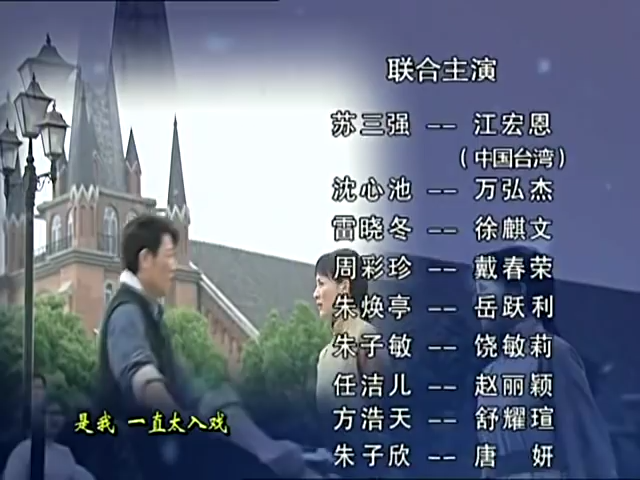 联合主演
苏三强 -- 江宏恩
（中国台湾）
沈心池 -- 万弘杰
雷晓冬 -- 徐麒文
周彩珍 -- 戴春荣
朱焕亭 -- 岳跃利
朱子敏 -- 饶敏莉
任洁儿 -- 赵丽颖
方浩天 -- 舒耀瑄
朱子欣 -- 唐 妍
是我 一直太入戏